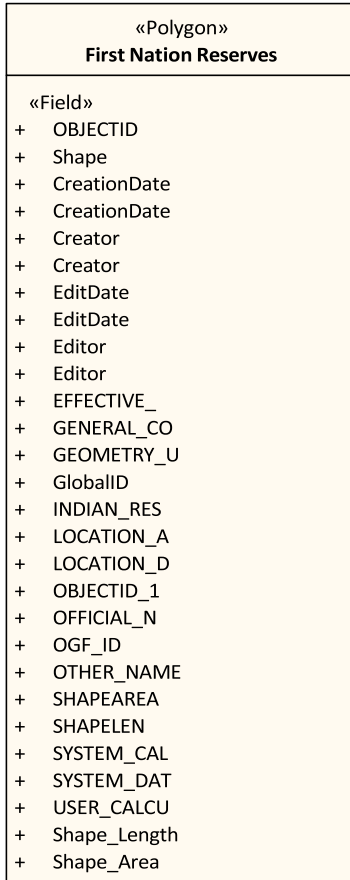 «Polygon»
First Nation Reserves
«Field»
+ OBJECTID
+ Shape
+ CreationDate
+ CreationDate
+ Creator
+ Creator
+ EditDate
+ EditDate
+ Editor
+ Editor
+ EFFECTIVE_
+ GENERAL_CO
+ GEOMETRY_U
+ GlobalID
+ INDIAN_RES
+ LOCATION_A
+ LOCATION_D
+ OBJECTID_1
+ OFFICIAL_N
+ OGF_ID
+ OTHER_NAME
+ SHAPEAREA
+ SHAPELEN
+ SYSTEM_CAL
+ SYSTEM_DAT
+ USER_CALCU
+ Shape_Length
+ Shape_Area